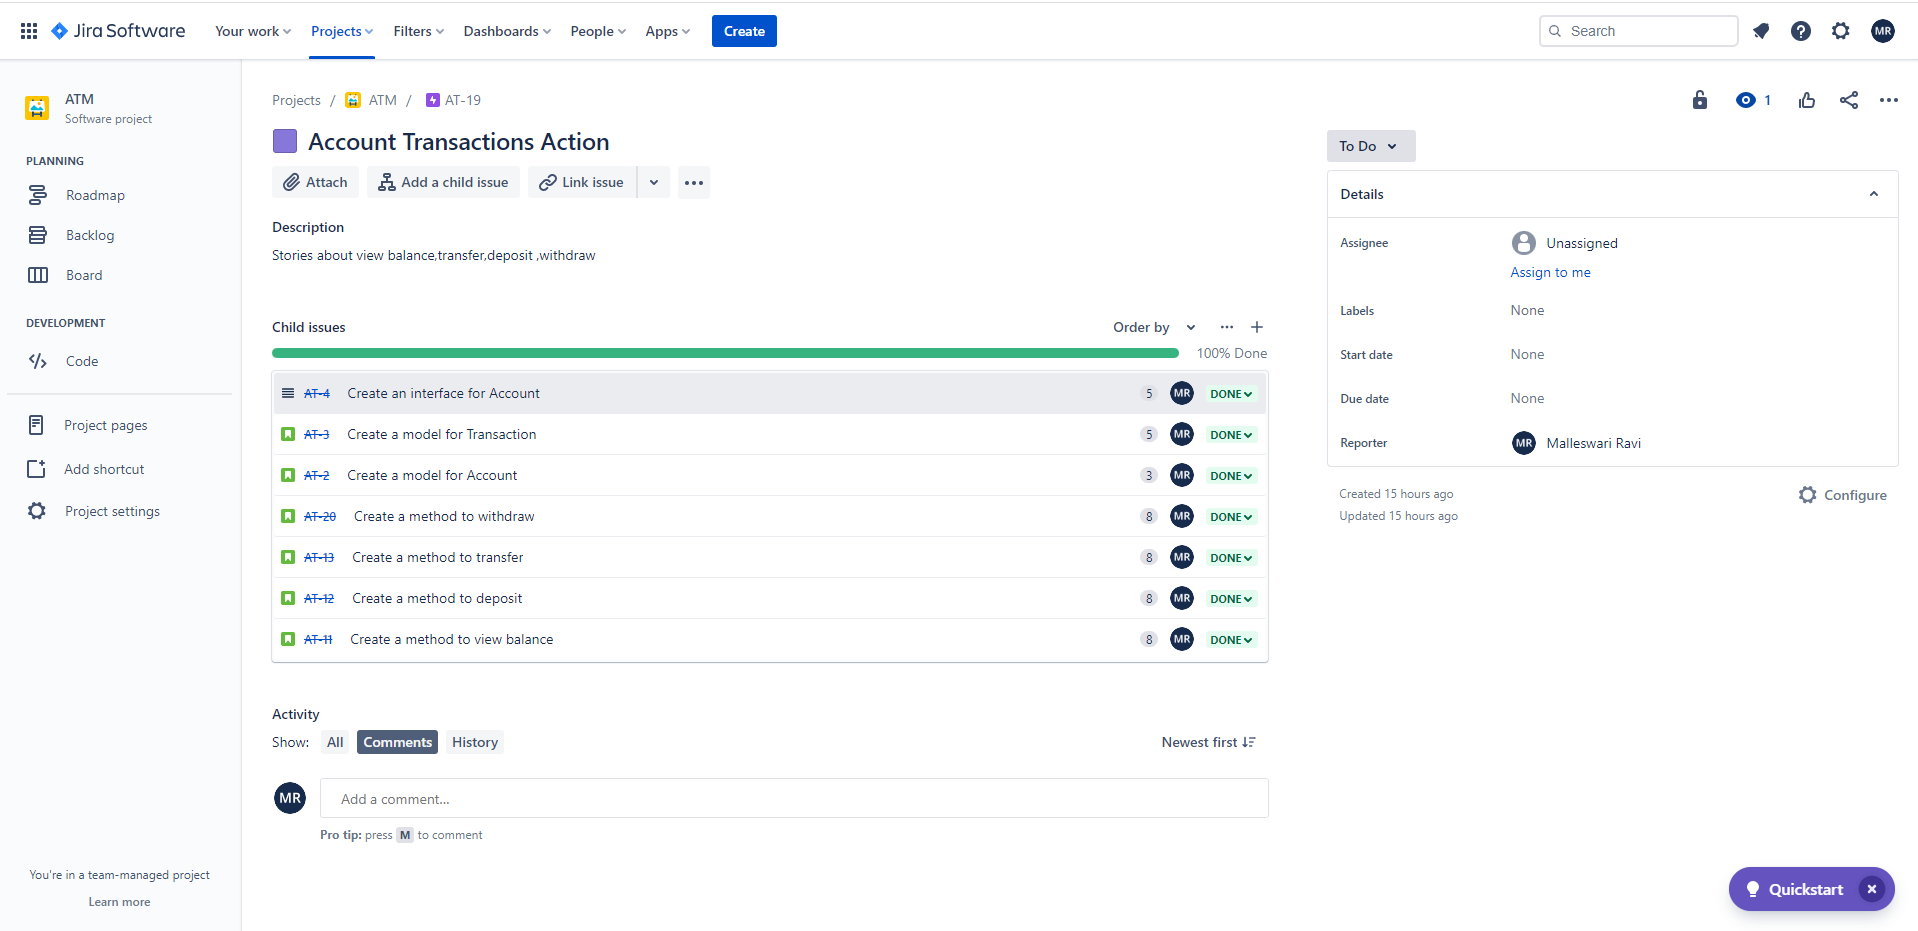 Jira Software Your work Projects Filters Dashboards People Apps Create Search MR
ATM
Software project
PLANNING
Roadmap
Backlog
Board
DEVELOPMENT
Code
Project pages
Add shortcut
Project settings
You're in a team-managed project
Learn more
Projects / ATM / AT-19
1
Account Transactions Action
Attach Add a child issue Link issue
Description
Stories about view balance,transfer,deposit ,withdraw
Child issues Order by
100% Done
AT-4 Create an interface for Account 5 MR DONE
AT-3 Create a model for Transaction 5 MR DONE
AT-2 Create a model for Account 3 MR DONE
AT-20 Create a method to withdraw 8 MR DONE
AT-13 Create a method to transfer 8 MR DONE
AT-12 Create a method to deposit 8 MR DONE
AT-11 Create a method to view balance 8 MR DONE
Activity
Show: All Comments History Newest first
MR Add a comment...
Pro tip: press M to comment
To Do
Details
Assignee Unassigned
Assign to me
Labels None
Start date None
Due date None
Reporter MR Malleswari Ravi
Created 15 hours ago Configure
Updated 15 hours ago
Quickstart